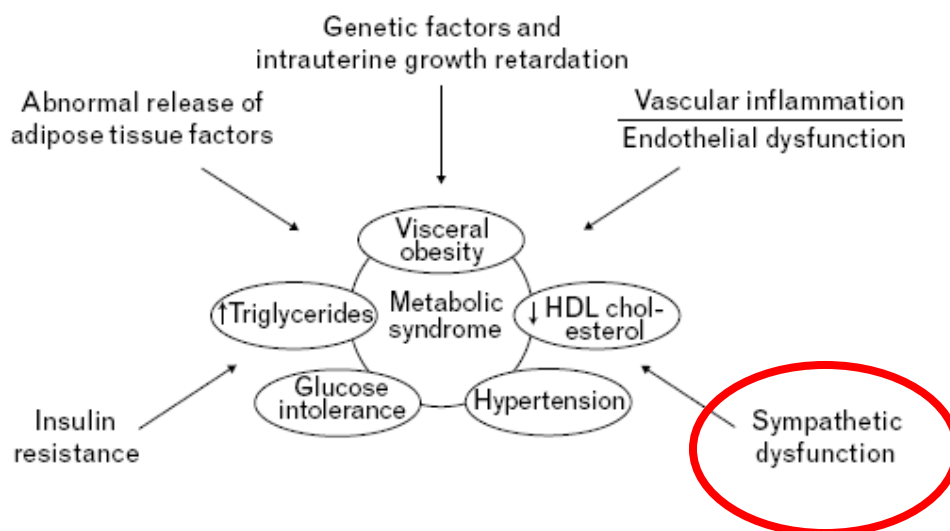 Genetic factors and
intrauterine growth retardation
Abnormal release of
adipose tissue factors
Vascular inflammation
Endothelial dysfunction
Visceral
obesity
↑Triglycerides
Metabolic
syndrome
↓ HDL chol-
esterol
Glucose
intolerance
Hypertension
Insulin
resistance
Sympathetic
dysfunction